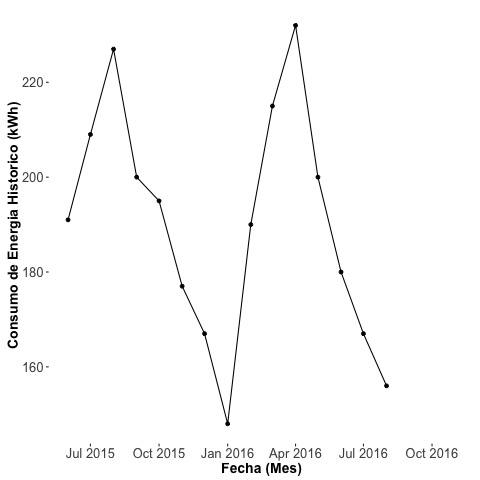 Consumo de Energia Historico (kWh)
220
200
180
160
Jul 2015 Oct 2015 Jan 2016 Apr 2016 Jul 2016 Oct 2016
Fecha (Mes)